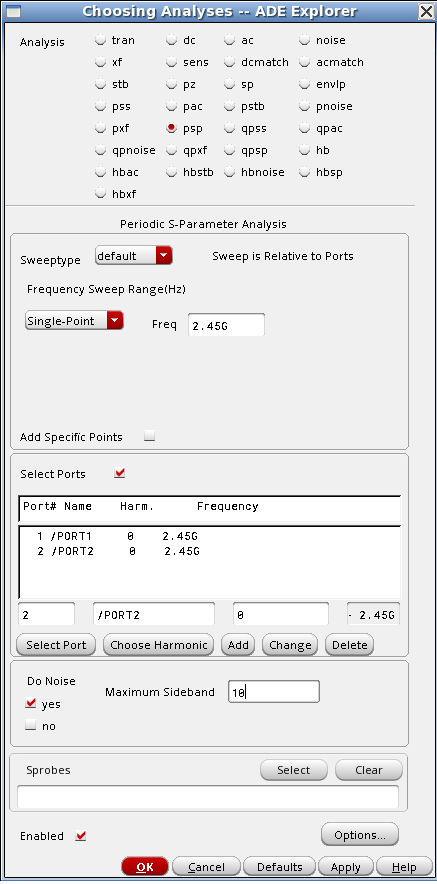 Choosing Analyses -- ADE Explorer
Analysis tran dc ac noise
xf sens dcmatch acmatch
stb pz sp envlp
pss pac pstb pnoise
pxf psp qpss qpac
qpnoise qpxf qpsp hb
hbac hbstb hbnoise hbsp
hbxf
Periodic S-Parameter Analysis
Sweeptype default Sweep is Relative to Ports
Frequency Sweep Range(Hz)
Single-Point Freq 2.45G
Add Specific Points
Select Ports
Port# Name Harm. Frequency
1 /PORT1 0 2.45G
2 /PORT2 0 2.45G
2 /PORT2 0 - 2.45G
Select Port Choose Harmonic Add Change Delete
Do Noise
yes Maximum Sideband 10
no
Sprobes Select Clear
Enabled Options...
OK Cancel Defaults Apply Help